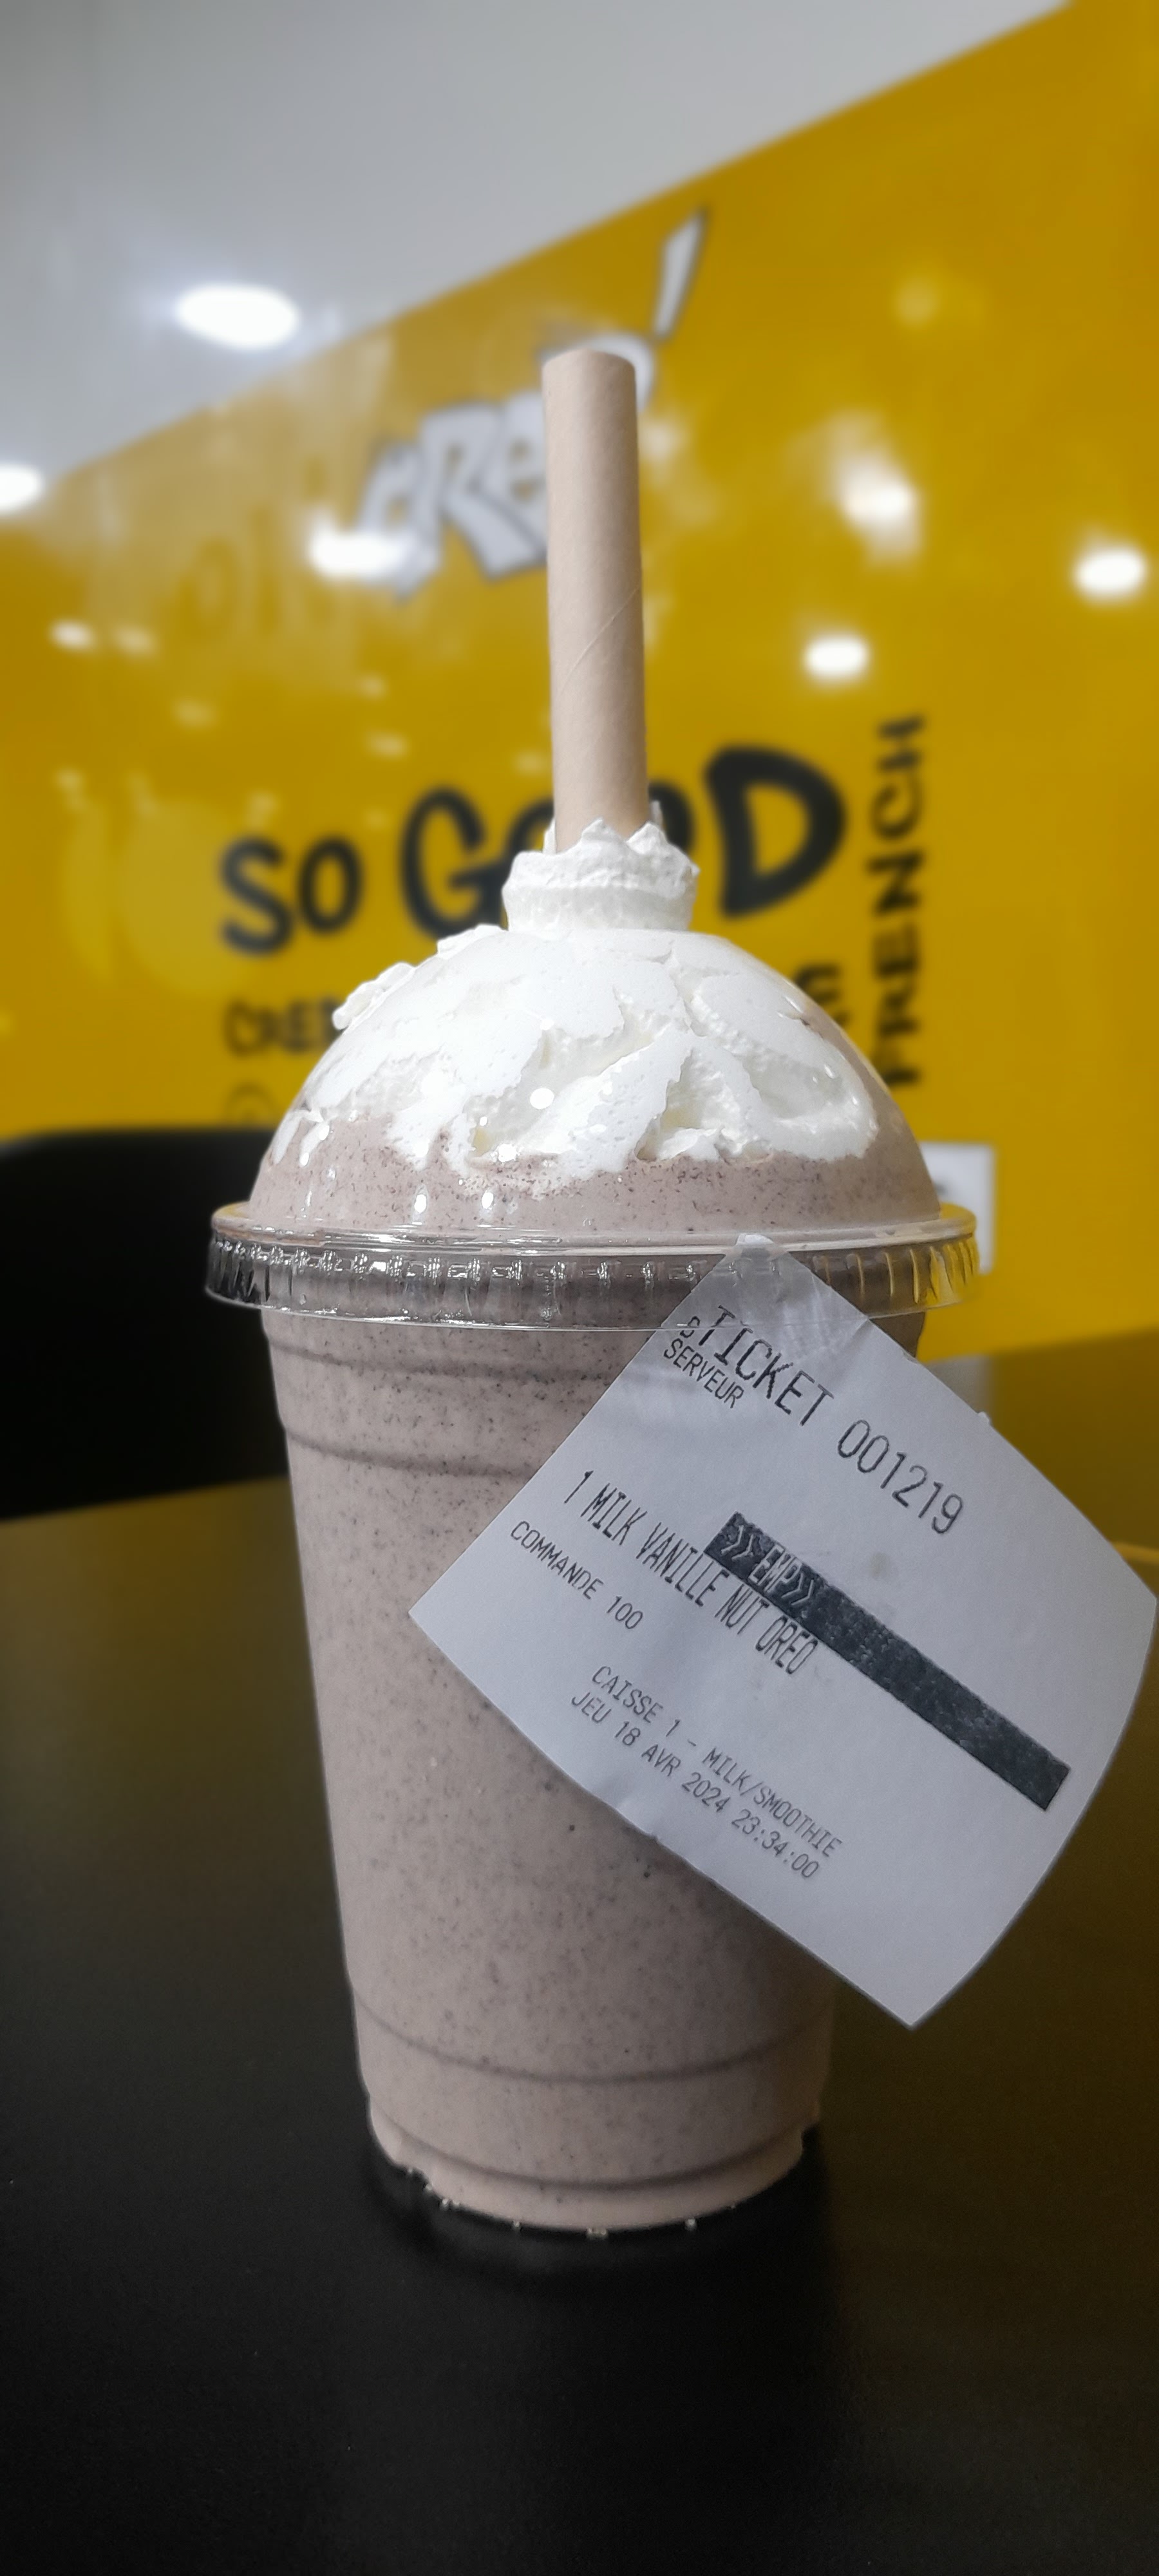 SO GOOD
FRENCH
TICKET 001219
SERVEUR
>> EMP>>
1 MILK VANILLE NUT OREO
COMMANDE 100
CAISSE 1 - MILK/SMOOTHIE
JEU 18 AVR 2024 23:34:00